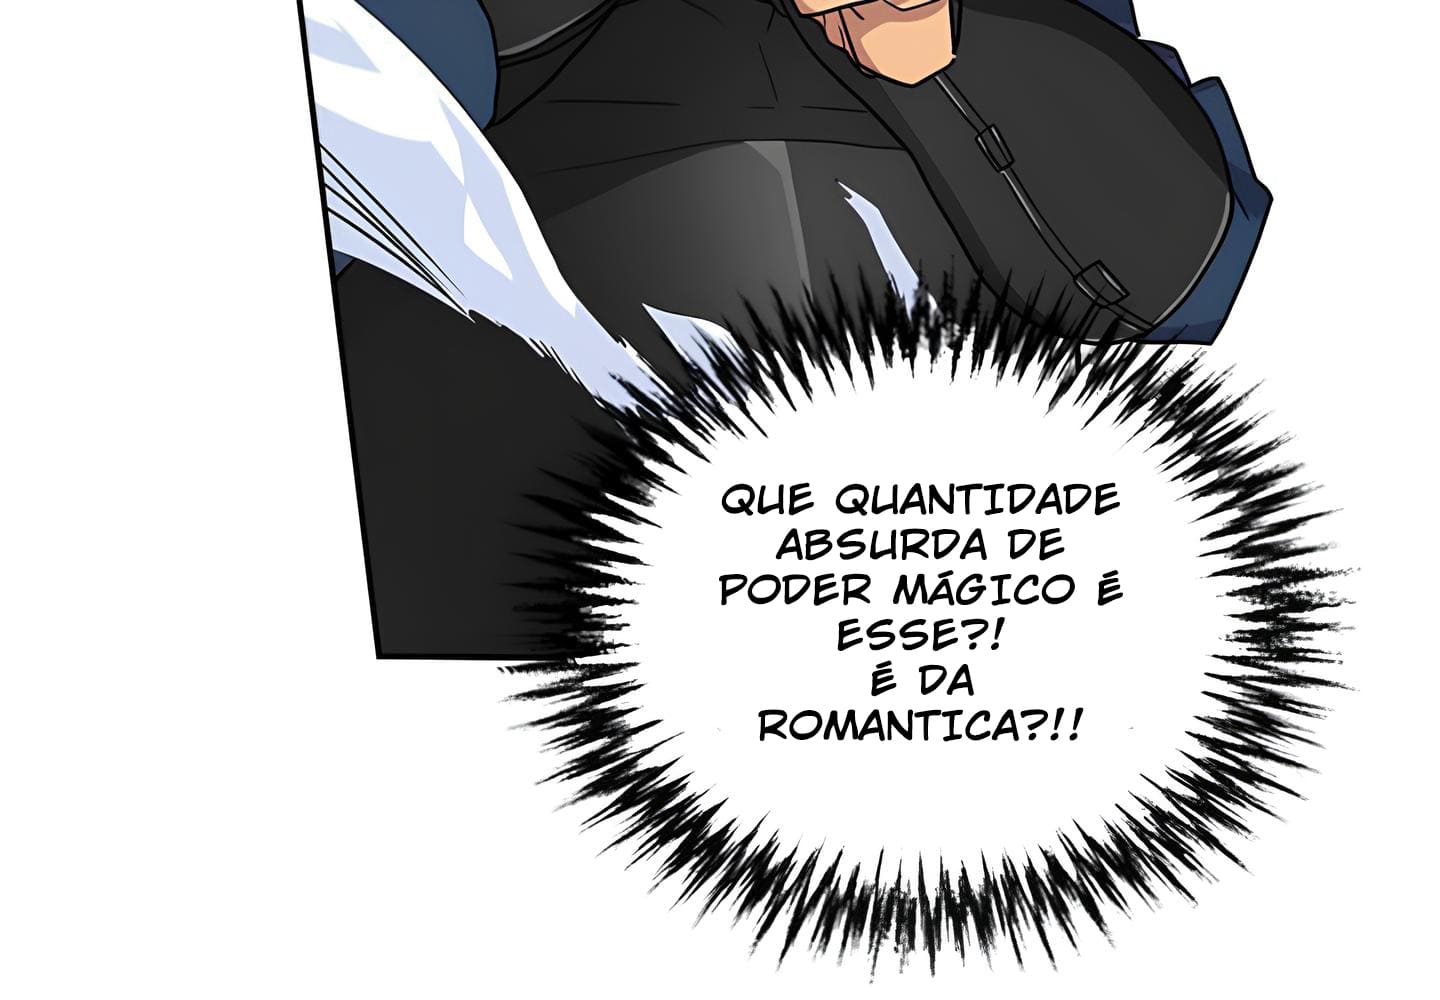 QUE QUANTIDADE
ABSURDA DE
PODER MÁGICO É
ESSE?!
É DA
ROMANTICA?!!